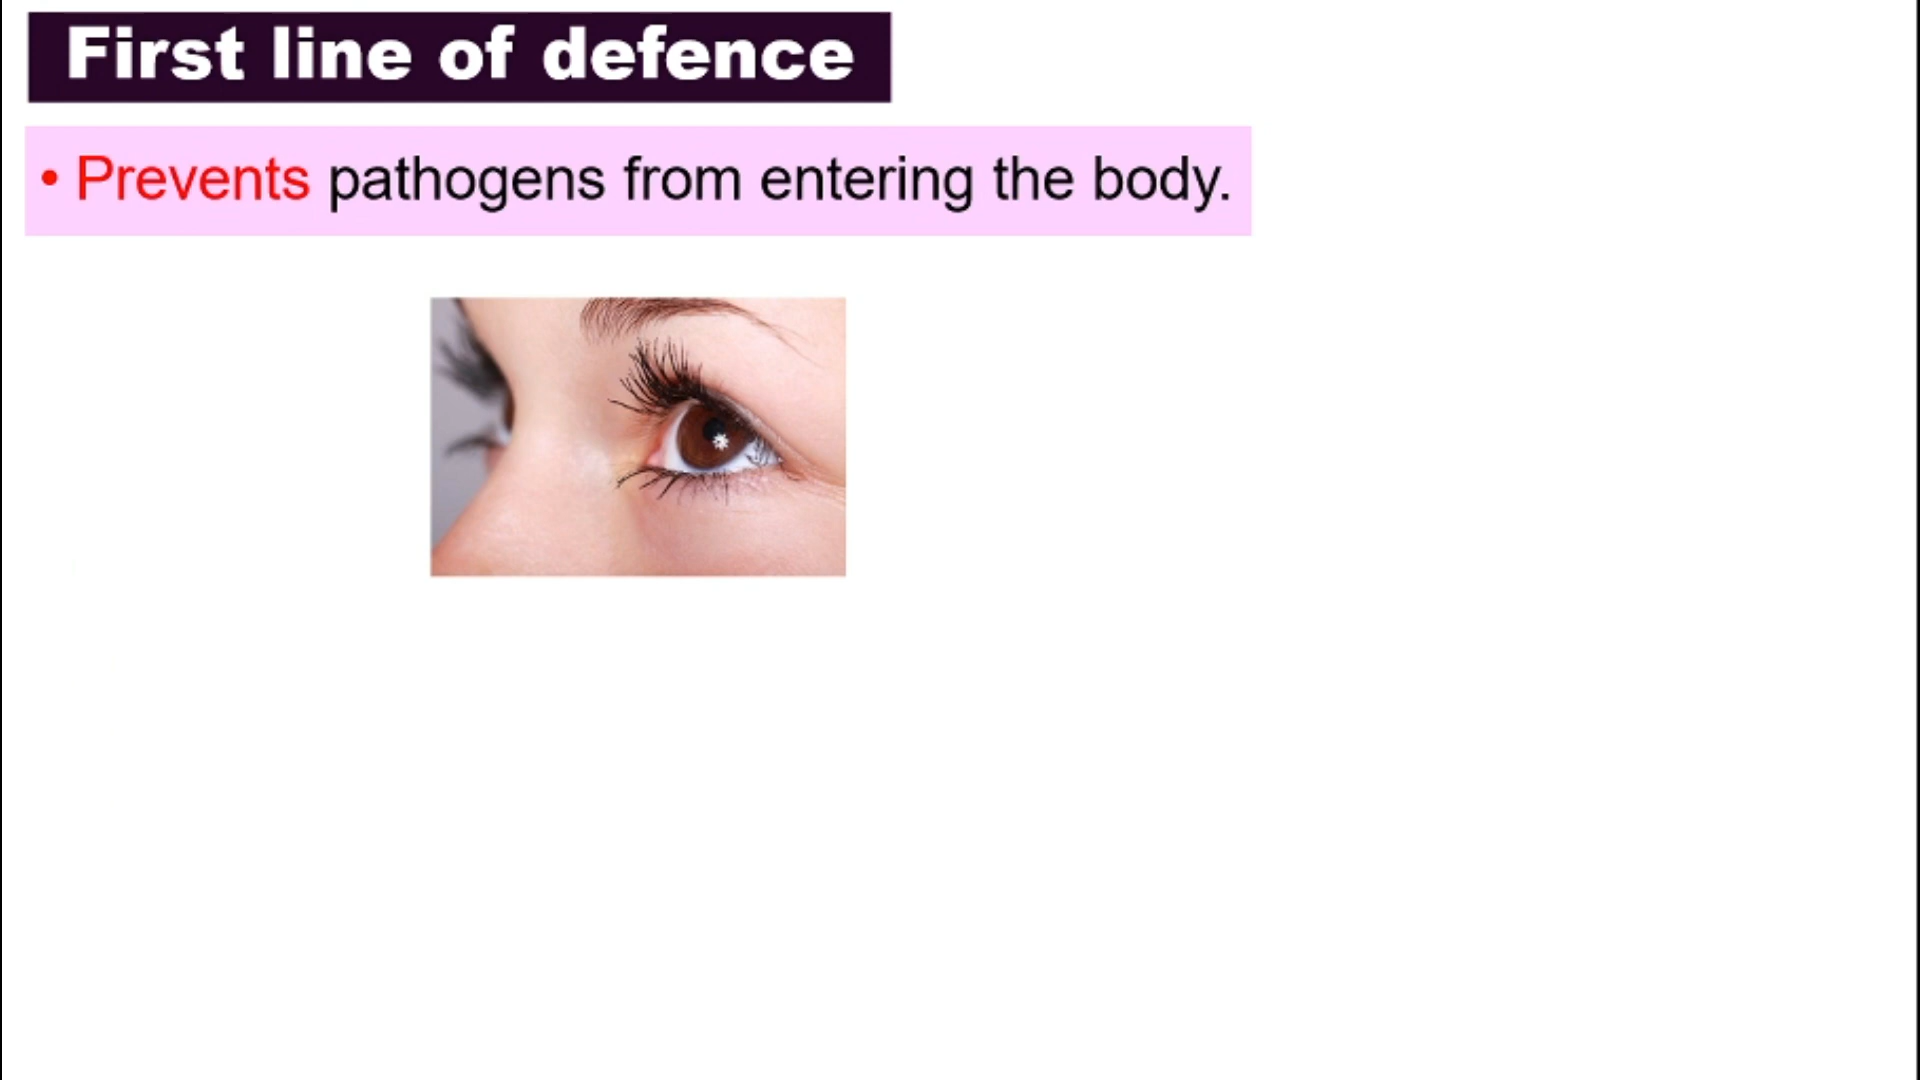 First line of defence
• Prevents pathogens from entering the body.